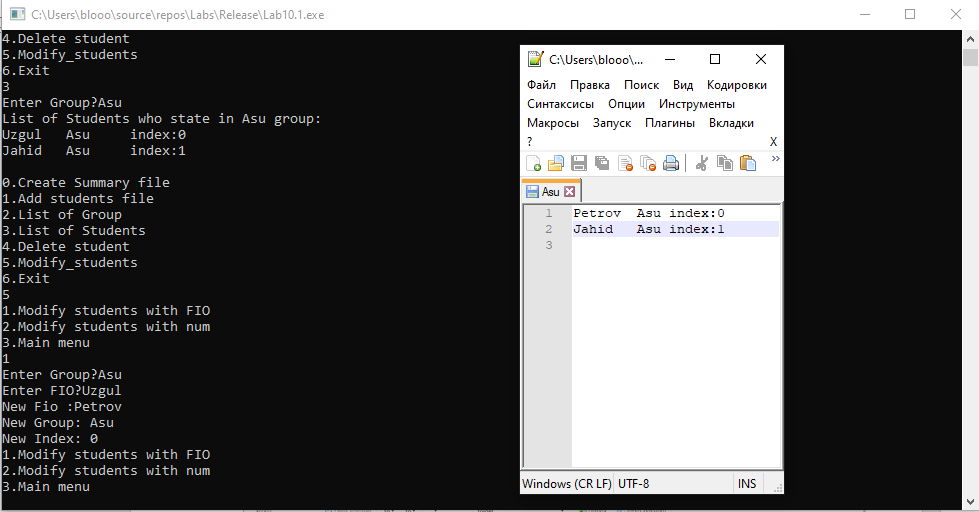 C:\Users\blooo\source\repos\Labs\Release\Lab10.1.exe
4.Delete student
5.Modify_students
6.Exit
3
Enter Group?Asu
List of Students who state in Asu group:
Uzgul Asu index:0
Jahid Asu index:1
0.Create Summary file
1.Add students file
2.List of Group
3.List of Students
4.Delete student
5.Modify_students
6.Exit
5
1.Modify students with FIO
2.Modify students with num
3.Main menu
1
Enter Group?Asu
Enter FIO?Uzgul
New Fio :Petrov
New Group: Asu
New Index: 0
1.Modify students with FIO
2.Modify students with num
3.Main menu
C:\Users\blooo\...
Файл Правка Поиск Вид Кодировки
Синтаксисы Опции Инструменты
Макросы Запуск Плагины Вкладки
? X
Asu
1 Petrov Asu index:0
2 Jahid Asu index:1
3
Windows (CR LF) UTF-8 INS